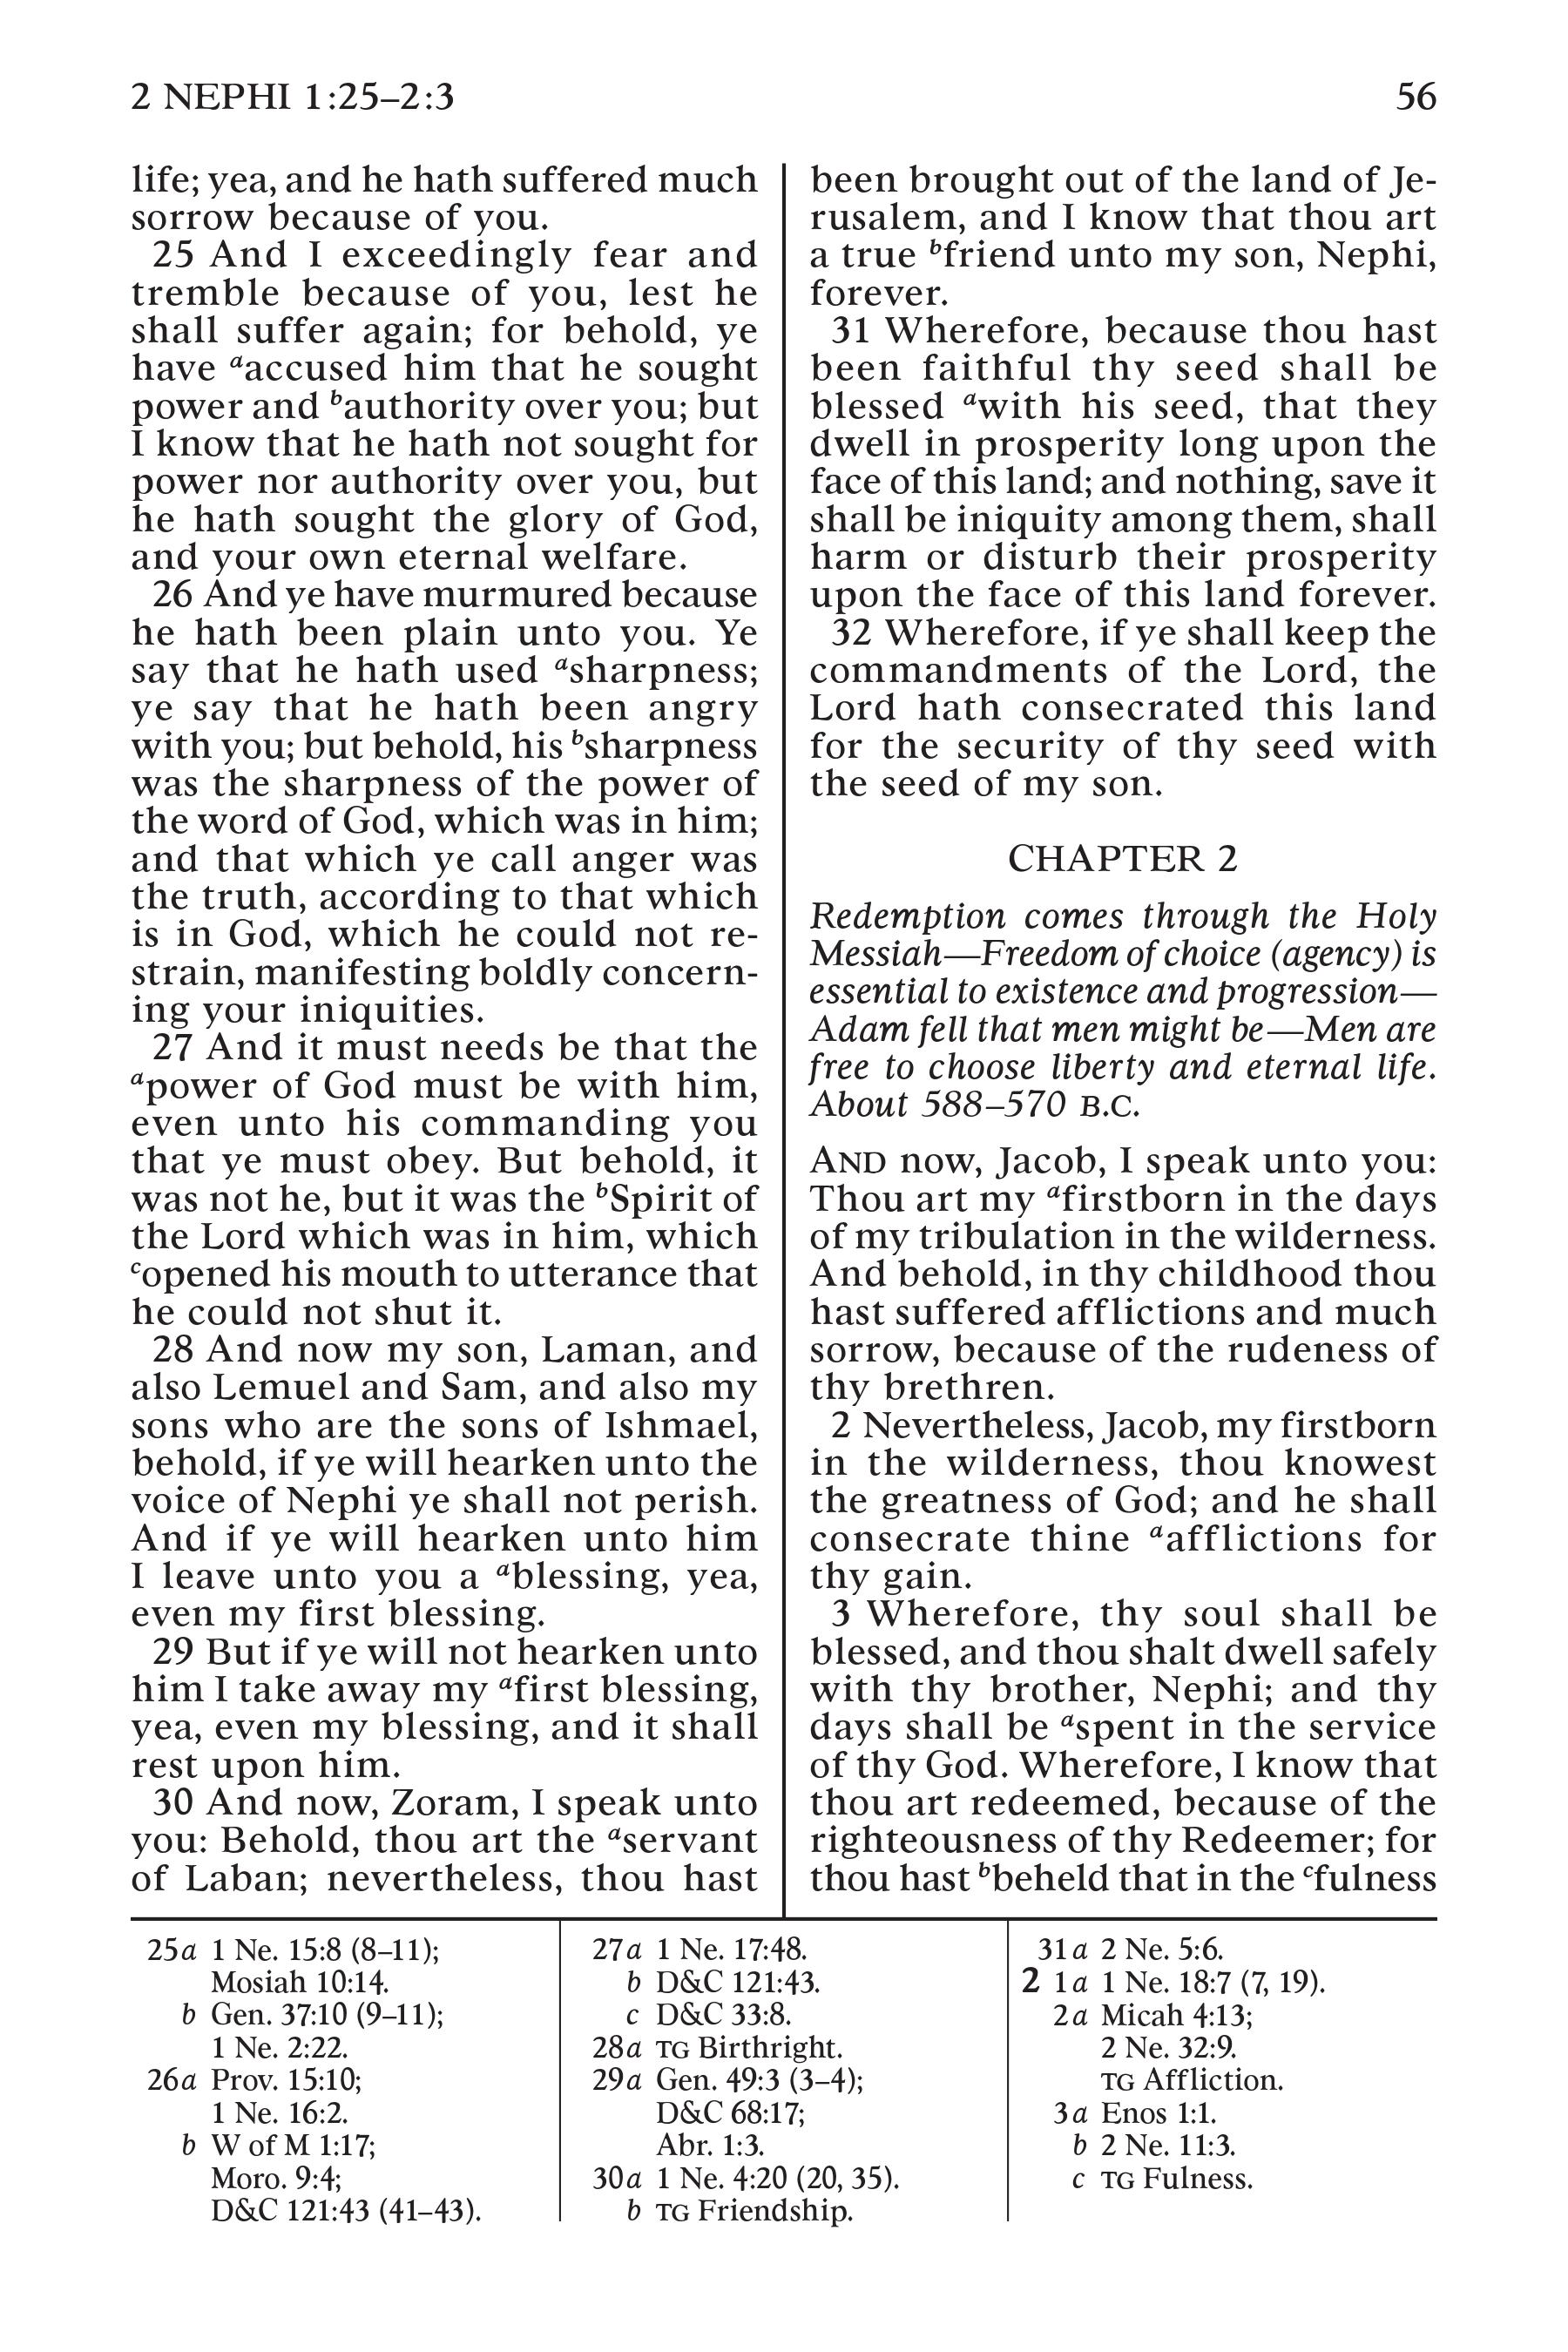 2 NEPHI 1:25–2:3
56
life; yea, and he hath suffered much
sorrow because of you.
25 And I exceedingly fear and
tremble because of you, lest he
shall suffer again; for behold, ye
have aaccused him that he sought
power and bauthority over you; but
I know that he hath not sought for
power nor authority over you, but
he hath sought the glory of God,
and your own eternal welfare.
26 And ye have murmured because
he hath been plain unto you. Ye
say that he hath used asharpness;
ye say that he hath been angry
with you; but behold, his bsharpness
was the sharpness of the power of
the word of God, which was in him;
and that which ye call anger was
the truth, according to that which
is in God, which he could not re-
strain, manifesting boldly concern-
ing your iniquities.
27 And it must needs be that the
apower of God must be with him,
even unto his commanding you
that ye must obey. But behold, it
was not he, but it was the bSpirit of
the Lord which was in him, which
copened his mouth to utterance that
he could not shut it.
28 And now my son, Laman, and
also Lemuel and Sam, and also my
sons who are the sons of Ishmael,
behold, if ye will hearken unto the
voice of Nephi ye shall not perish.
And if ye will hearken unto him
I leave unto you a ablessing, yea,
even my first blessing.
29 But if ye will not hearken unto
him I take away my afirst blessing,
yea, even my blessing, and it shall
rest upon him.
30 And now, Zoram, I speak unto
you: Behold, thou art the aservant
of Laban; nevertheless, thou hast
been brought out of the land of Je-
rusalem, and I know that thou art
a true bfriend unto my son, Nephi,
forever.
31 Wherefore, because thou hast
been faithful thy seed shall be
blessed awith his seed, that they
dwell in prosperity long upon the
face of this land; and nothing, save it
shall be iniquity among them, shall
harm or disturb their prosperity
upon the face of this land forever.
32 Wherefore, if ye shall keep the
commandments of the Lord, the
Lord hath consecrated this land
for the security of thy seed with
the seed of my son.
CHAPTER 2
Redemption comes through the Holy
Messiah—Freedom of choice (agency) is
essential to existence and progression—
Adam fell that men might be—Men are
free to choose liberty and eternal life.
About 588–570 B.C.
AND now, Jacob, I speak unto you:
Thou art my afirstborn in the days
of my tribulation in the wilderness.
And behold, in thy childhood thou
hast suffered afflictions and much
sorrow, because of the rudeness of
thy brethren.
2 Nevertheless, Jacob, my firstborn
in the wilderness, thou knowest
the greatness of God; and he shall
consecrate thine aafflictions for
thy gain.
3 Wherefore, thy soul shall be
blessed, and thou shalt dwell safely
with thy brother, Nephi; and thy
days shall be aspent in the service
of thy God. Wherefore, I know that
thou art redeemed, because of the
righteousness of thy Redeemer; for
thou hast bbeheld that in the cfulness
25a 1 Ne. 15:8 (8–11);
Mosiah 10:14.
b Gen. 37:10 (9–11);
1 Ne. 2:22.
26a Prov. 15:10;
1 Ne. 16:2.
b W of M 1:17;
Moro. 9:4;
D&C 121:43 (41–43).
27a 1 Ne. 17:48.
b D&C 121:43.
c D&C 33:8.
28a TG Birthright.
29a Gen. 49:3 (3–4);
D&C 68:17;
Abr. 1:3.
30a 1 Ne. 4:20 (20, 35).
b TG Friendship.
31a 2 Ne. 5:6.
2 1a 1 Ne. 18:7 (7, 19).
2a Micah 4:13;
2 Ne. 32:9.
TG Affliction.
3a Enos 1:1.
b 2 Ne. 11:3.
c TG Fulness.